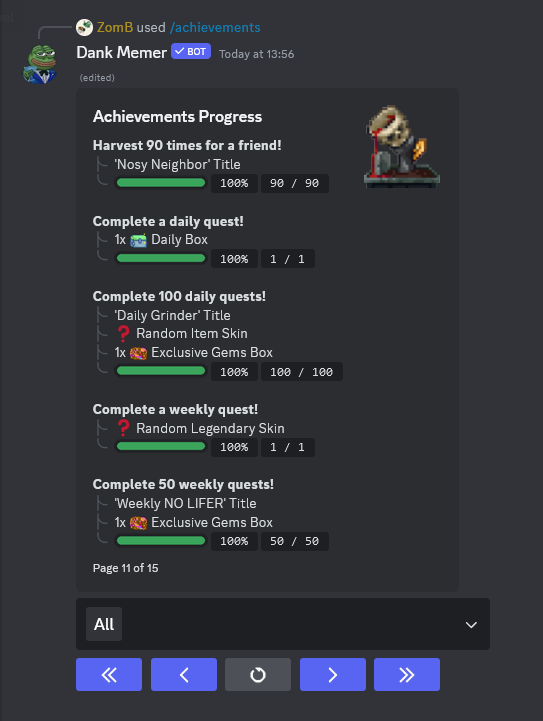 ZomB used /achievements
Dank Memer BOT Today at 13:56
(edited)
Achievements Progress
Harvest 90 times for a friend!
'Nosy Neighbor' Title
100% 90 / 90
Complete a daily quest!
1x Daily Box
100% 1 / 1
Complete 100 daily quests!
'Daily Grinder' Title
Random Item Skin
1x Exclusive Gems Box
100% 100 / 100
Complete a weekly quest!
Random Legendary Skin
100% 1 / 1
Complete 50 weekly quests!
'Weekly NO LIFER' Title
1x Exclusive Gems Box
100% 50 / 50
Page 11 of 15
All